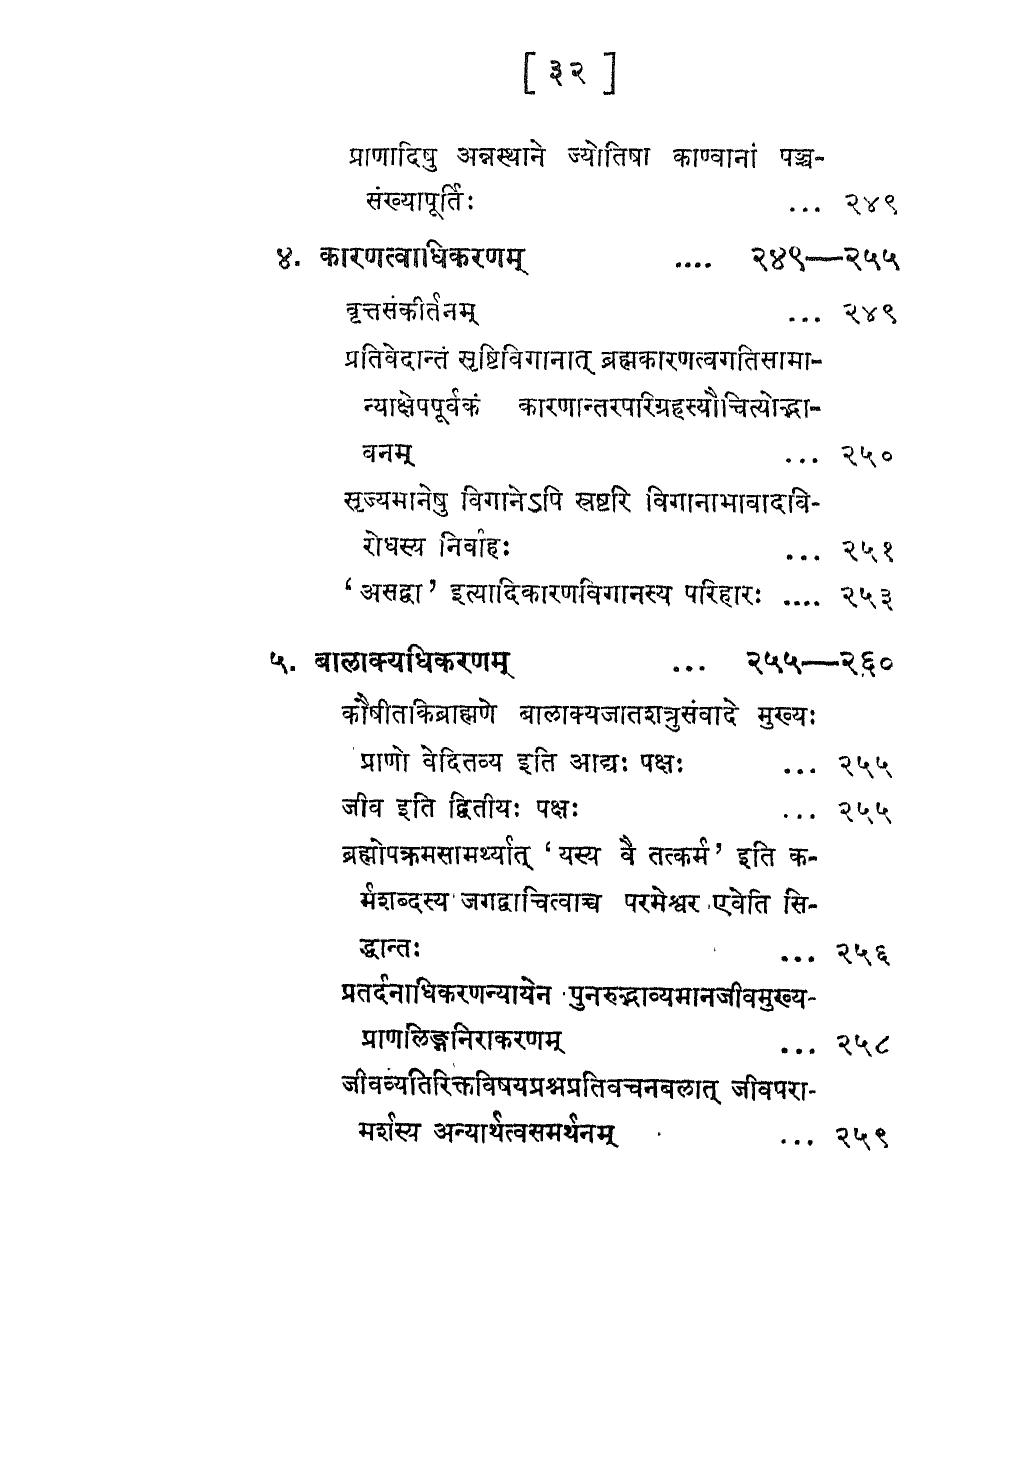 [ ३२ ]
प्राणादिषु अन्नस्थाने ज्योतिषा काण्वानां पञ्च-
संख्यापूर्तिः ... २४९
४. कारणत्वाधिकरणम् .... २४९—२५५
वृत्तसंकीर्तनम् ... २४९
प्रतिवेदान्तं सृष्टिविगानात् ब्रह्मकारणत्वगतिसामा-
न्याक्षेपपूर्वकं कारणान्तरपरिग्रहस्यौचित्योद्भा-
वनम् ... २५०
सृज्यमानेषु विगानेऽपि स्रष्टरि विगानाभावादवि-
रोधस्य निर्वाहः ... २५१
‘असद्वा’ इत्यादिकारणविगानस्य परिहारः .... २५३
५. बालाक्यधिकरणम् ... २५५—२६०
कौषीतकिब्राह्मणे बालाक्यजातशत्रुसंवादे मुख्यः
प्राणो वेदितव्य इति आद्यः पक्षः ... २५५
जीव इति द्वितीयः पक्षः ... २५५
ब्रह्मोपक्रमसामर्थ्यात् ‘यस्य वै तत्कर्म’ इति क-
र्मशब्दस्य जगद्वाचित्वाच्च परमेश्वर एवेति सि-
द्धान्तः ... २५६
प्रतर्दनाधिकरणन्यायेन पुनरुद्भाव्यमानजीवमुख्य-
प्राणलिङ्गनिराकरणम् ... २५८
जीवव्यतिरिक्तविषयप्रश्नप्रतिवचनबलात् जीवपरा-
मर्शस्य अन्यार्थत्वसमर्थनम् ... २५९